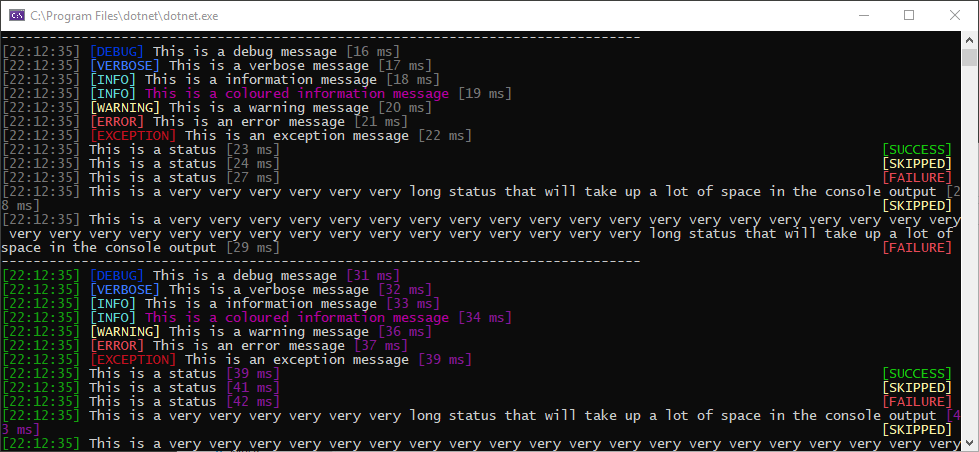 C:\Program Files\dotnet\dotnet.exe
--------------------------------------------------------------------------------
[22:12:35] [DEBUG] This is a debug message [16 ms]
[22:12:35] [VERBOSE] This is a verbose message [17 ms]
[22:12:35] [INFO] This is a information message [18 ms]
[22:12:35] [INFO] This is a coloured information message [19 ms]
[22:12:35] [WARNING] This is a warning message [20 ms]
[22:12:35] [ERROR] This is an error message [21 ms]
[22:12:35] [EXCEPTION] This is an exception message [22 ms]
[22:12:35] This is a status [23 ms] [SUCCESS]
[22:12:35] This is a status [24 ms] [SKIPPED]
[22:12:35] This is a status [27 ms] [FAILURE]
[22:12:35] This is a very very very very very very long status that will take up a lot of space in the console output [2
8 ms] [SKIPPED]
[22:12:35] This is a very very very very very very very very very very very very very very very very very very very very
very very very very very very very very very very very very very very very very long status that will take up a lot of
space in the console output [29 ms] [FAILURE]
--------------------------------------------------------------------------------
[22:12:35] [DEBUG] This is a debug message [31 ms]
[22:12:35] [VERBOSE] This is a verbose message [32 ms]
[22:12:35] [INFO] This is a information message [33 ms]
[22:12:35] [INFO] This is a coloured information message [34 ms]
[22:12:35] [WARNING] This is a warning message [36 ms]
[22:12:35] [ERROR] This is an error message [37 ms]
[22:12:35] [EXCEPTION] This is an exception message [39 ms]
[22:12:35] This is a status [39 ms] [SUCCESS]
[22:12:35] This is a status [41 ms] [SKIPPED]
[22:12:35] This is a status [42 ms] [FAILURE]
[22:12:35] This is a very very very very very very long status that will take up a lot of space in the console output [4
3 ms] [SKIPPED]
[22:12:35] This is a very very very very very very very very very very very very very very very very very very very very